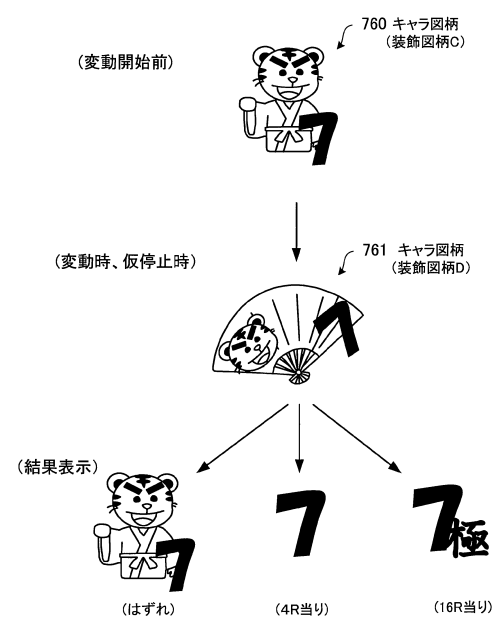 760 キャラ図柄
(装飾図柄C)
(変動開始前)
7
761 キャラ図柄
(装飾図柄D)
(変動時、仮停止時)
7
(結果表示)
7
7
7極
(はずれ)
(4R当り)
(16R当り)